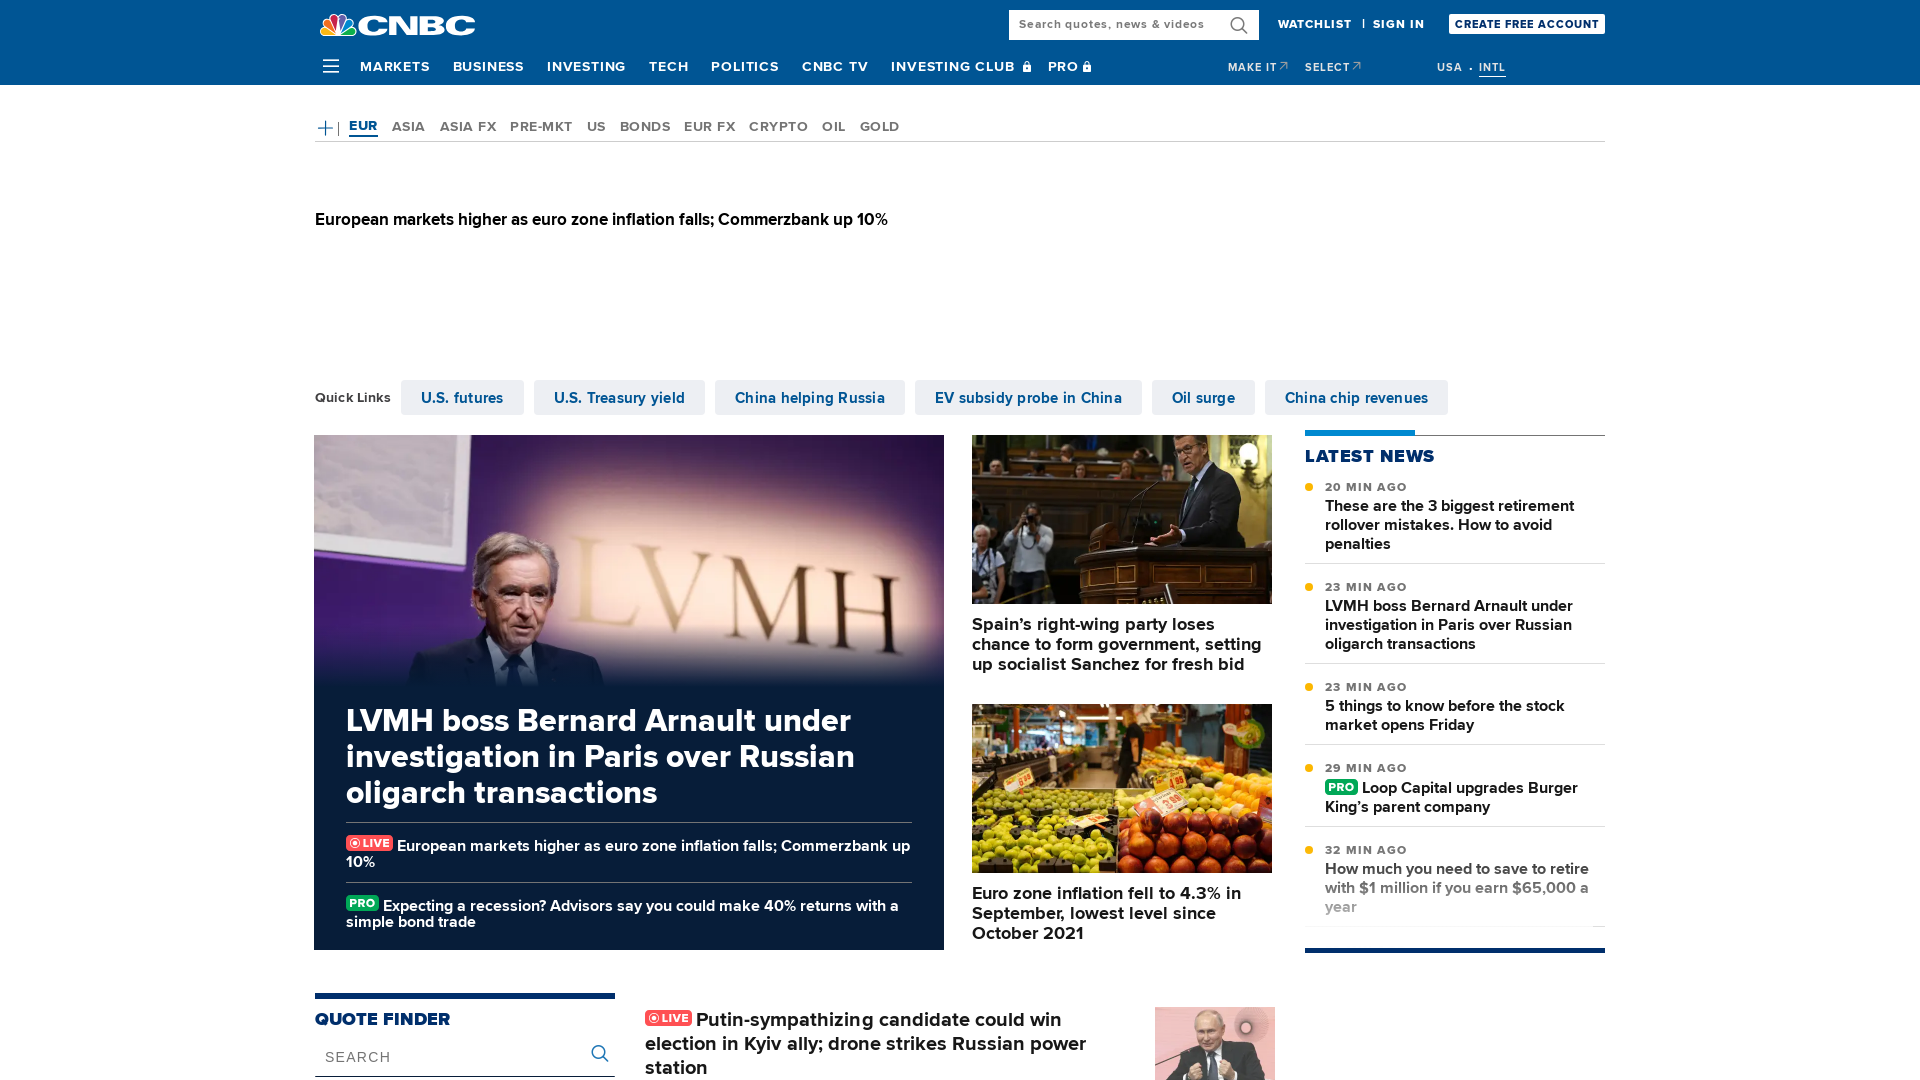 CNBC
Search quotes, news & videos
WATCHLIST | SIGN IN
CREATE FREE ACCOUNT
MARKETS BUSINESS INVESTING TECH POLITICS CNBC TV INVESTING CLUB PRO
MAKE IT SELECT
USA • INTL
EUR ASIA ASIA FX PRE-MKT US BONDS EUR FX CRYPTO OIL GOLD
European markets higher as euro zone inflation falls; Commerzbank up 10%
Quick Links U.S. futures U.S. Treasury yield China helping Russia EV subsidy probe in China Oil surge China chip revenues
LVMH
LVMH boss Bernard Arnault under
investigation in Paris over Russian
oligarch transactions
LIVE European markets higher as euro zone inflation falls; Commerzbank up
10%
PRO Expecting a recession? Advisors say you could make 40% returns with a
simple bond trade
Spain’s right-wing party loses
chance to form government, setting
up socialist Sanchez for fresh bid
Euro zone inflation fell to 4.3% in
September, lowest level since
October 2021
LATEST NEWS
20 MIN AGO
These are the 3 biggest retirement
rollover mistakes. How to avoid
penalties
23 MIN AGO
LVMH boss Bernard Arnault under
investigation in Paris over Russian
oligarch transactions
23 MIN AGO
5 things to know before the stock
market opens Friday
29 MIN AGO
PRO Loop Capital upgrades Burger
King’s parent company
32 MIN AGO
How much you need to save to retire
with $1 million if you earn $65,000 a
year
QUOTE FINDER
SEARCH
LIVE Putin-sympathizing candidate could win
election in Kyiv ally; drone strikes Russian power
station